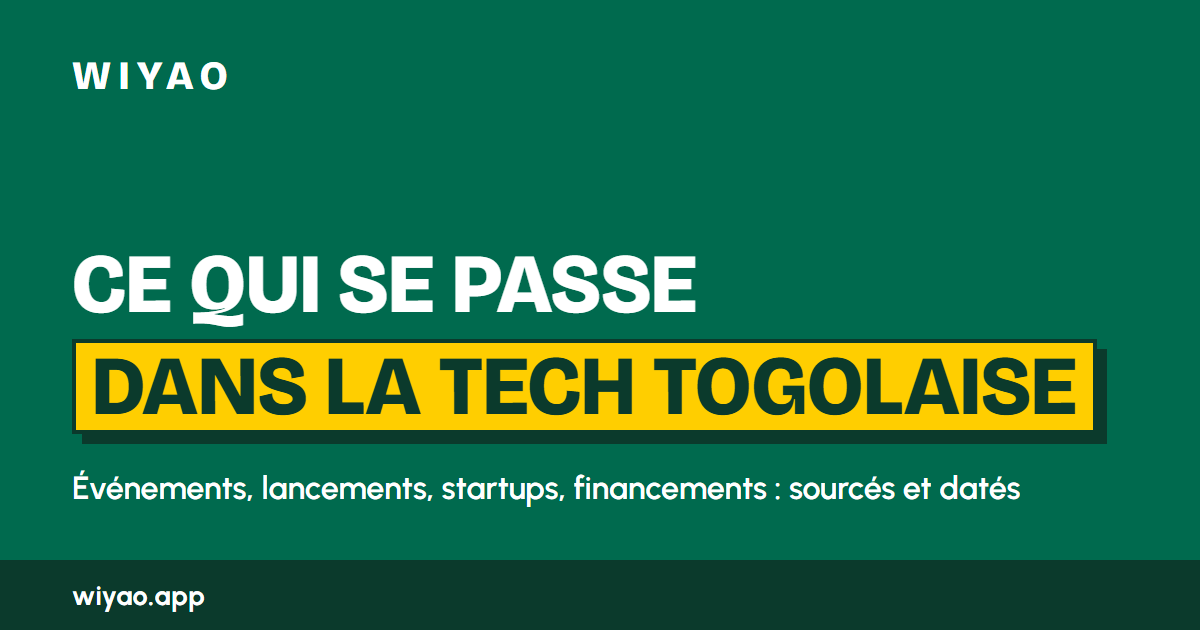 WIYAO
CE QUI SE PASSE
DANS LA TECH TOGOLAISE
Événements, lancements, startups, financements : sourcés et datés
wiyao.app